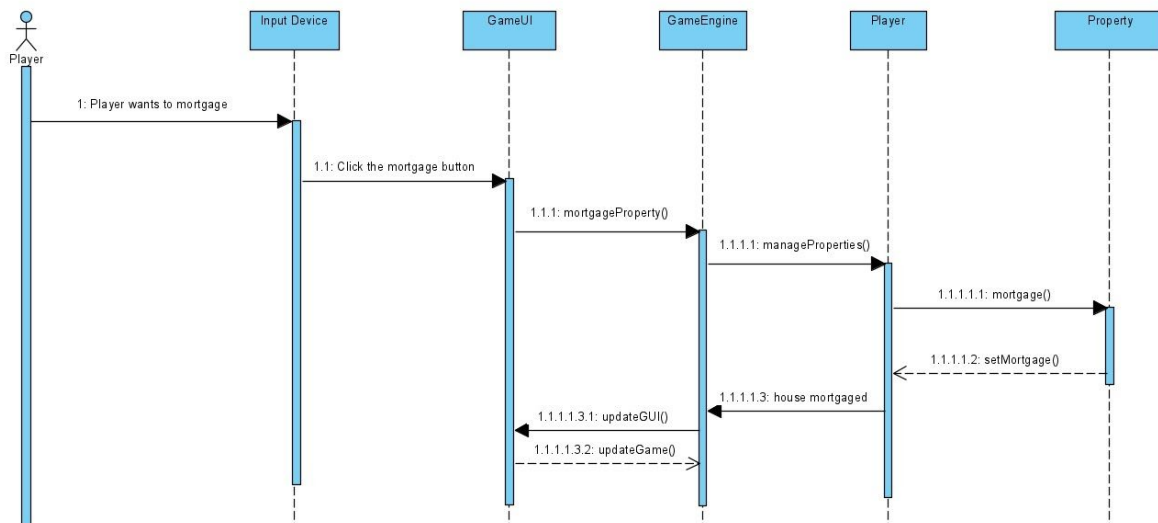 Input Device
GameUI
GameEngine
Player
Property
Player
1: Player wants to mortgage
1.1: Click the mortgage button
1.1.1: mortgageProperty()
1.1.1.1: manageProperties()
1.1.1.1.1: mortgage()
1.1.1.1.2: setMortgage()
1.1.1.1.3: house mortgaged
1.1.1.1.3.1: updateGUI()
1.1.1.1.3.2: updateGame()